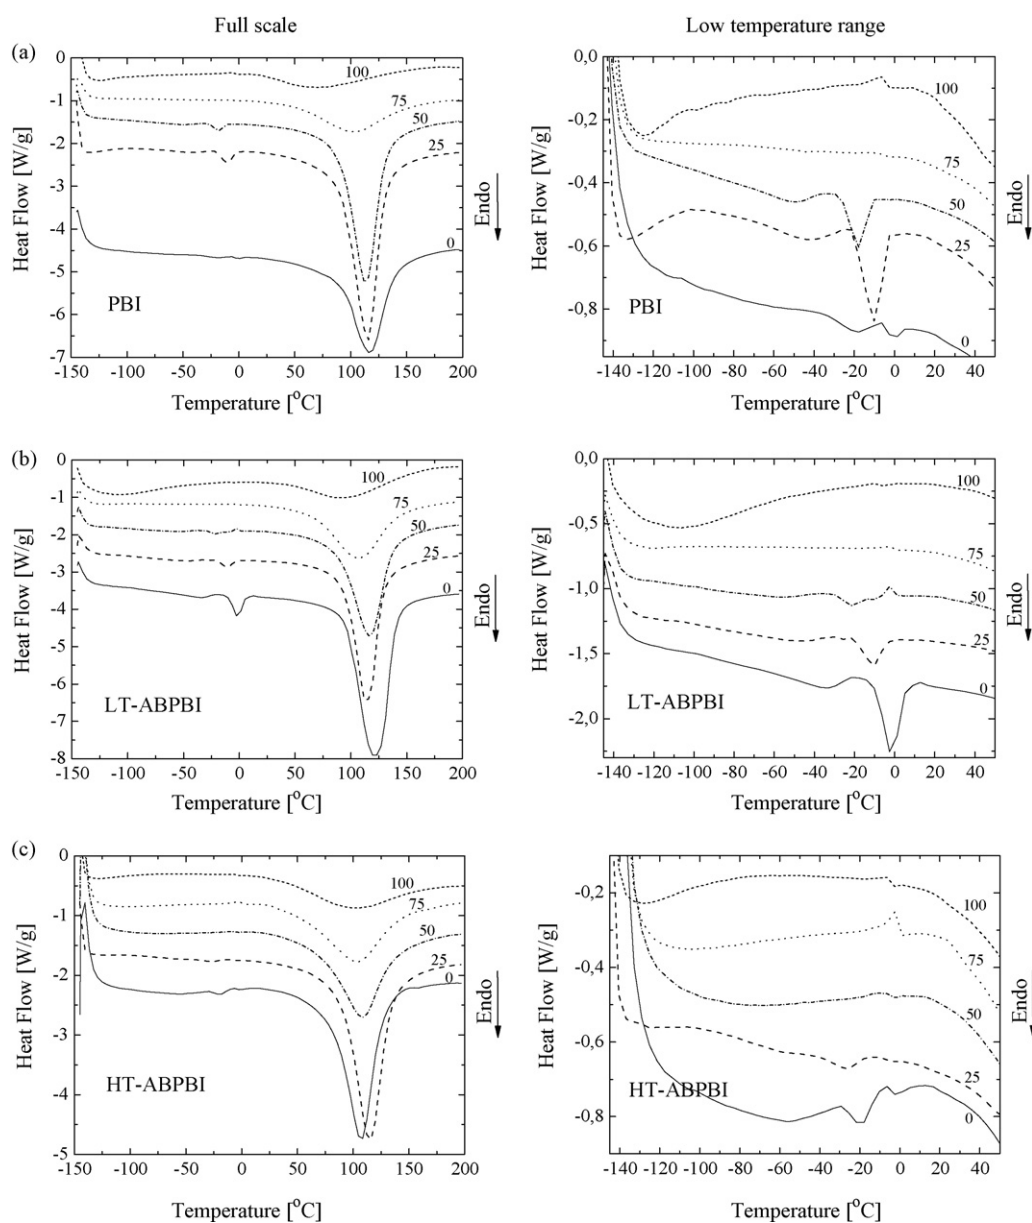 Full scale
Low temperature range
(a)
0
-1
-2
-3
-4
-5
-6
-7
Heat Flow [W/g]
100
75
50
25
0
PBI
Endo
-150 -100 -50 0 50 100 150 200
Temperature [°C]
0,0
-0,2
-0,4
-0,6
-0,8
Heat Flow [W/g]
100
75
50
25
0
PBI
Endo
-140 -120 -100 -80 -60 -40 -20 0 20 40
Temperature [°C]
(b)
0
-1
-2
-3
-4
-5
-6
-7
-8
Heat Flow [W/g]
100
75
50
25
0
LT-ABPBI
Endo
-150 -100 -50 0 50 100 150 200
Temperature [°C]
0,0
-0,5
-1,0
-1,5
-2,0
Heat Flow [W/g]
100
75
50
25
0
LT-ABPBI
Endo
-140 -120 -100 -80 -60 -40 -20 0 20 40
Temperature [°C]
(c)
0
-1
-2
-3
-4
-5
Heat Flow [W/g]
100
75
50
25
0
HT-ABPBI
Endo
-150 -100 -50 0 50 100 150 200
Temperature [°C]
-0,2
-0,4
-0,6
-0,8
Heat Flow [W/g]
100
75
50
25
0
HT-ABPBI
Endo
-140 -120 -100 -80 -60 -40 -20 0 20 40
Temperature [°C]